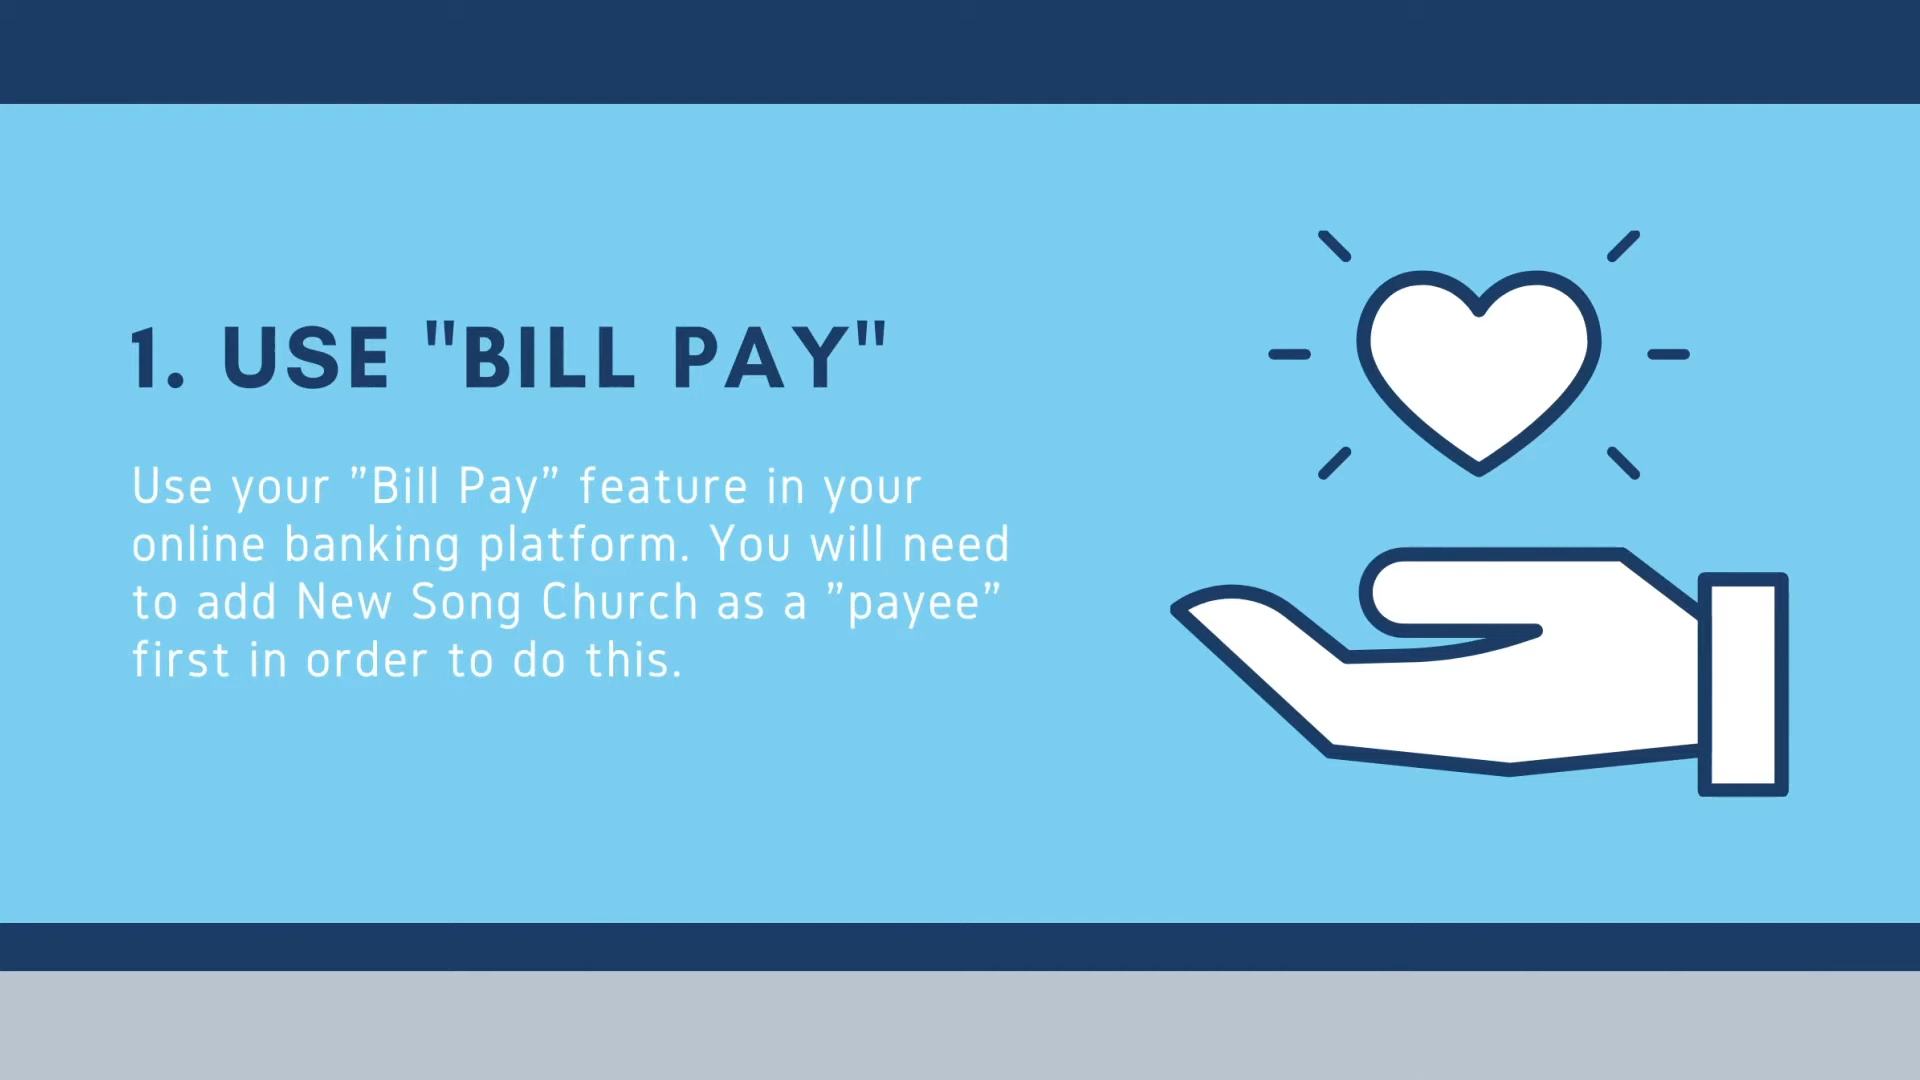 1. USE "BILL PAY"
Use your ”Bill Pay” feature in your
online banking platform. You will need
to add New Song Church as a ”payee”
first in order to do this.